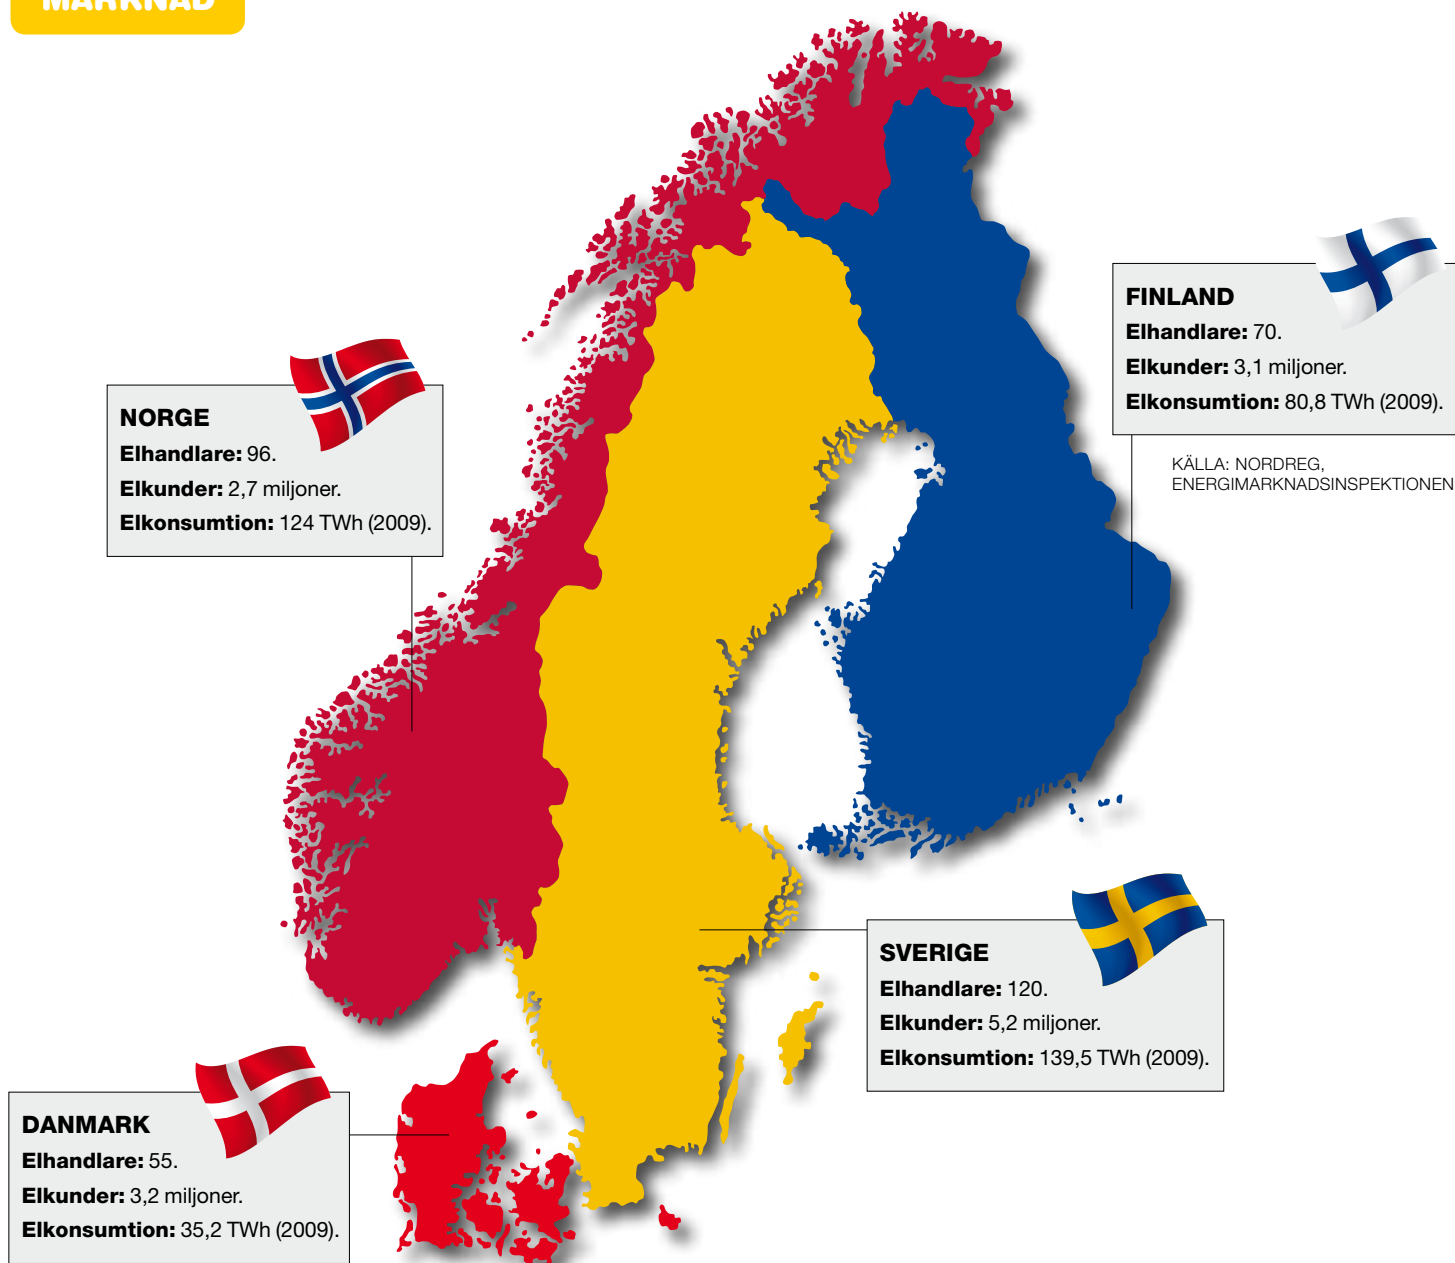 MARKNAD
FINLAND
Elhandlare: 70.
Elkunder: 3,1 miljoner.
Elkonsumtion: 80,8 TWh (2009).
KÄLLA: NORDREG,
ENERGIMARKNADSINSPEKTIONEN
NORGE
Elhandlare: 96.
Elkunder: 2,7 miljoner.
Elkonsumtion: 124 TWh (2009).
SVERIGE
Elhandlare: 120.
Elkunder: 5,2 miljoner.
Elkonsumtion: 139,5 TWh (2009).
DANMARK
Elhandlare: 55.
Elkunder: 3,2 miljoner.
Elkonsumtion: 35,2 TWh (2009).